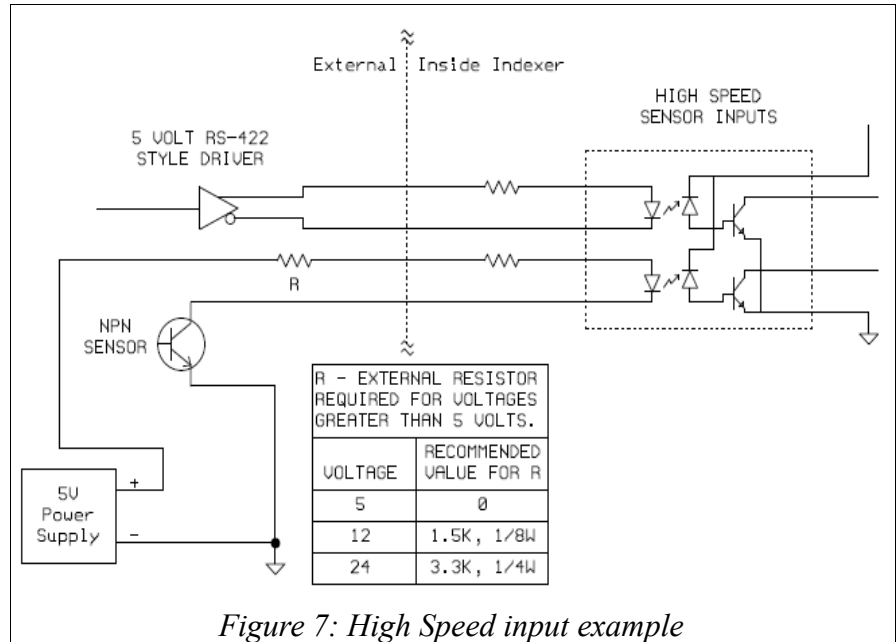 External Inside Indexer
HIGH SPEED
SENSOR INPUTS
5 VOLT RS-422
STYLE DRIVER
R
NPN
SENSOR
R - EXTERNAL RESISTOR
REQUIRED FOR VOLTAGES
GREATER THAN 5 VOLTS.
VOLTAGE
RECOMMENDED
VALUE FOR R
5
0
12
1.5K, 1/8W
24
3.3K, 1/4W
5V
Power
Supply
+
-
Figure 7: High Speed input example